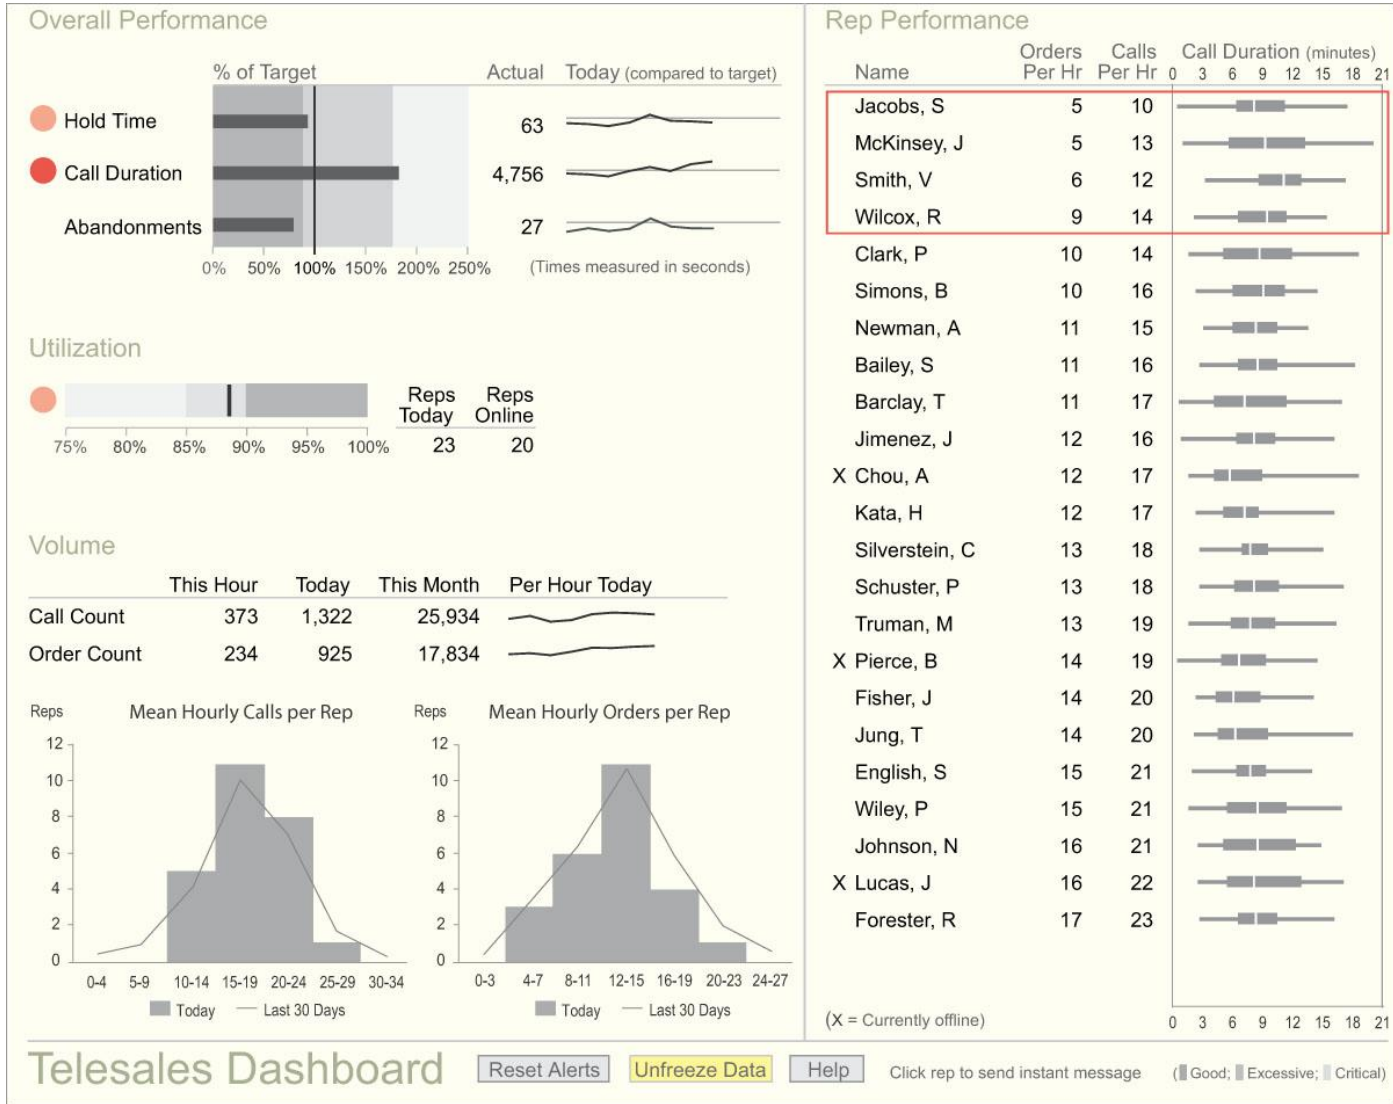 Overall Performance
% of Target Actual Today (compared to target)
Hold Time 63
Call Duration 4,756
Abandonments 27
0% 50% 100% 150% 200% 250% (Times measured in seconds)
Utilization
Reps Today Reps Online
75% 80% 85% 90% 95% 100% 23 20
Volume
This Hour Today This Month Per Hour Today
Call Count 373 1,322 25,934
Order Count 234 925 17,834
Reps Mean Hourly Calls per Rep
12
10
8
6
4
2
0
0-4 5-9 10-14 15-19 20-24 25-29 30-34
Today Last 30 Days
Reps Mean Hourly Orders per Rep
12
10
8
6
4
2
0
0-3 4-7 8-11 12-15 16-19 20-23 24-27
Today Last 30 Days
Rep Performance
Name Orders Per Hr Calls Per Hr Call Duration (minutes)
0 3 6 9 12 15 18 21
Jacobs, S 5 10
McKinsey, J 5 13
Smith, V 6 12
Wilcox, R 9 14
Clark, P 10 14
Simons, B 10 16
Newman, A 11 15
Bailey, S 11 16
Barclay, T 11 17
Jimenez, J 12 16
X Chou, A 12 17
Kata, H 12 17
Silverstein, C 13 18
Schuster, P 13 18
Truman, M 13 19
X Pierce, B 14 19
Fisher, J 14 20
Jung, T 14 20
English, S 15 21
Wiley, P 15 21
Johnson, N 16 21
X Lucas, J 16 22
Forester, R 17 23
(X = Currently offline) 0 3 6 9 12 15 18 21
Telesales Dashboard Reset Alerts Unfreeze Data Help Click rep to send instant message (Good; Excessive; Critical)